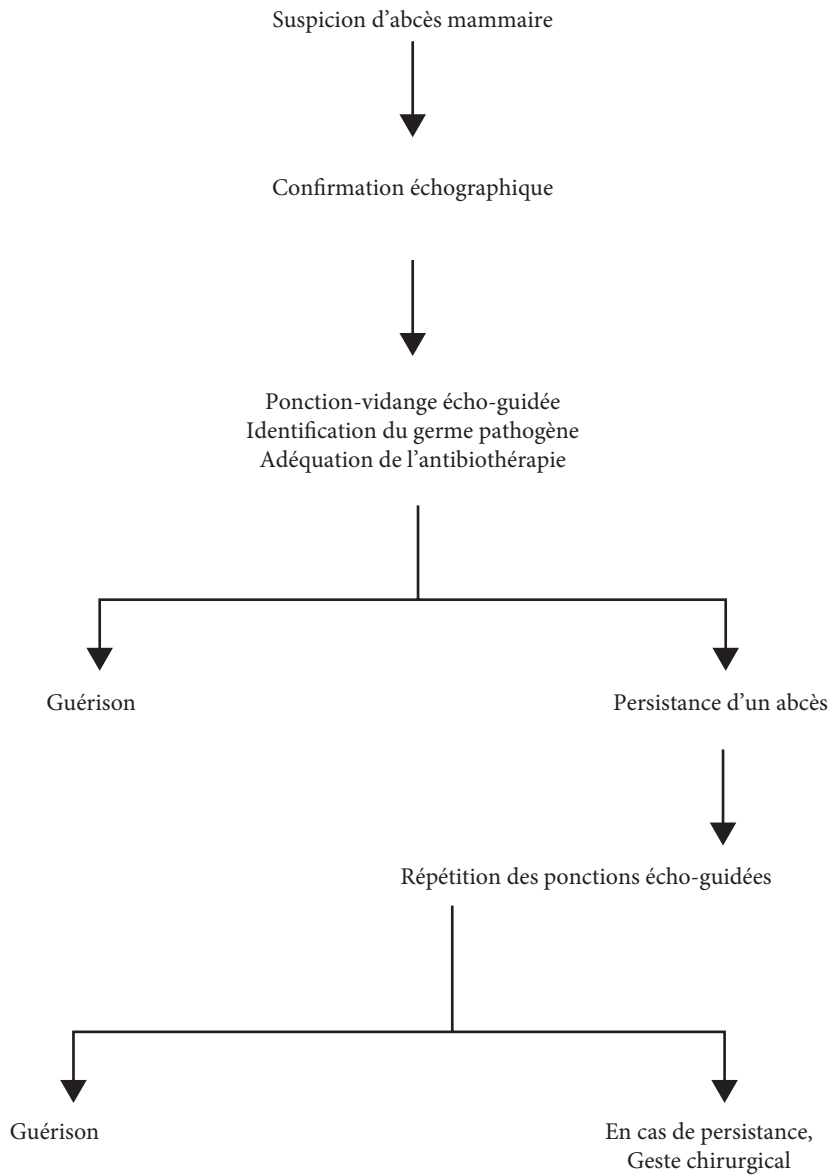 Suspicion d'abcès mammaire
Confirmation échographique
Ponction-vidange écho-guidée
Identification du germe pathogène
Adéquation de l'antibiothérapie
Guérison
Persistance d'un abcès
Répétition des ponctions écho-guidées
Guérison
En cas de persistance,
Geste chirurgical